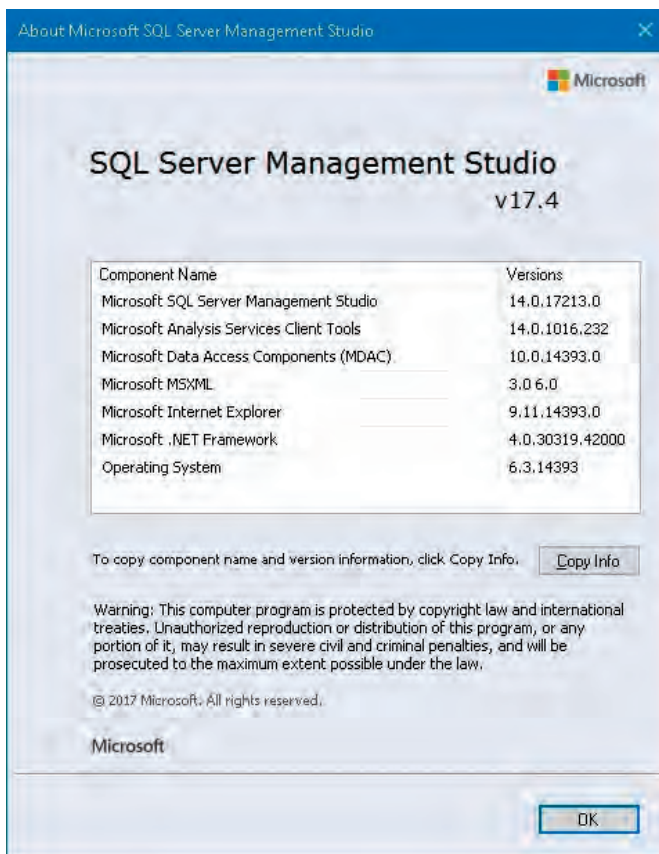 About Microsoft SQL Server Management Studio
Microsoft
SQL Server Management Studio
v17.4
Component Name Versions
Microsoft SQL Server Management Studio 14.0.17213.0
Microsoft Analysis Services Client Tools 14.0.1016.232
Microsoft Data Access Components (MDAC) 10.0.14393.0
Microsoft MSXML 3.0 6.0
Microsoft Internet Explorer 9.11.14393.0
Microsoft .NET Framework 4.0.30319.42000
Operating System 6.3.14393
To copy component name and version information, click Copy Info. Copy Info
Warning: This computer program is protected by copyright law and international
treaties. Unauthorized reproduction or distribution of this program, or any
portion of it, may result in severe civil and criminal penalties, and will be
prosecuted to the maximum extent possible under the law.
© 2017 Microsoft. All rights reserved.
Microsoft
OK